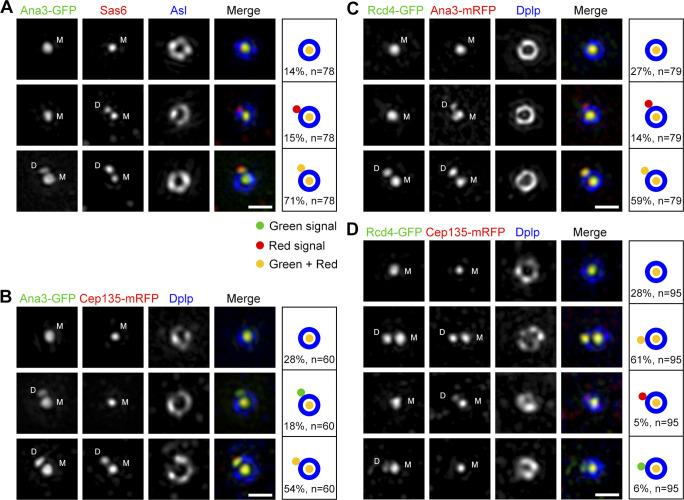 A
Ana3-GFP Sas6 Asl Merge
M M
14%, n=78
M D M
15%, n=78
D M D M
71%, n=78
Green signal
Red signal
Green + Red
B
Ana3-GFP Cep135-mRFP Dplp Merge
M M
28%, n=60
D M M
18%, n=60
D M D M
54%, n=60
C
Rcd4-GFP Ana3-mRFP Dplp Merge
M M
27%, n=79
M D M
14%, n=79
D M D M
59%, n=79
D
Rcd4-GFP Cep135-mRFP Dplp Merge
M M
28%, n=95
D M D M
61%, n=95
M D M
5%, n=95
D M M
6%, n=95